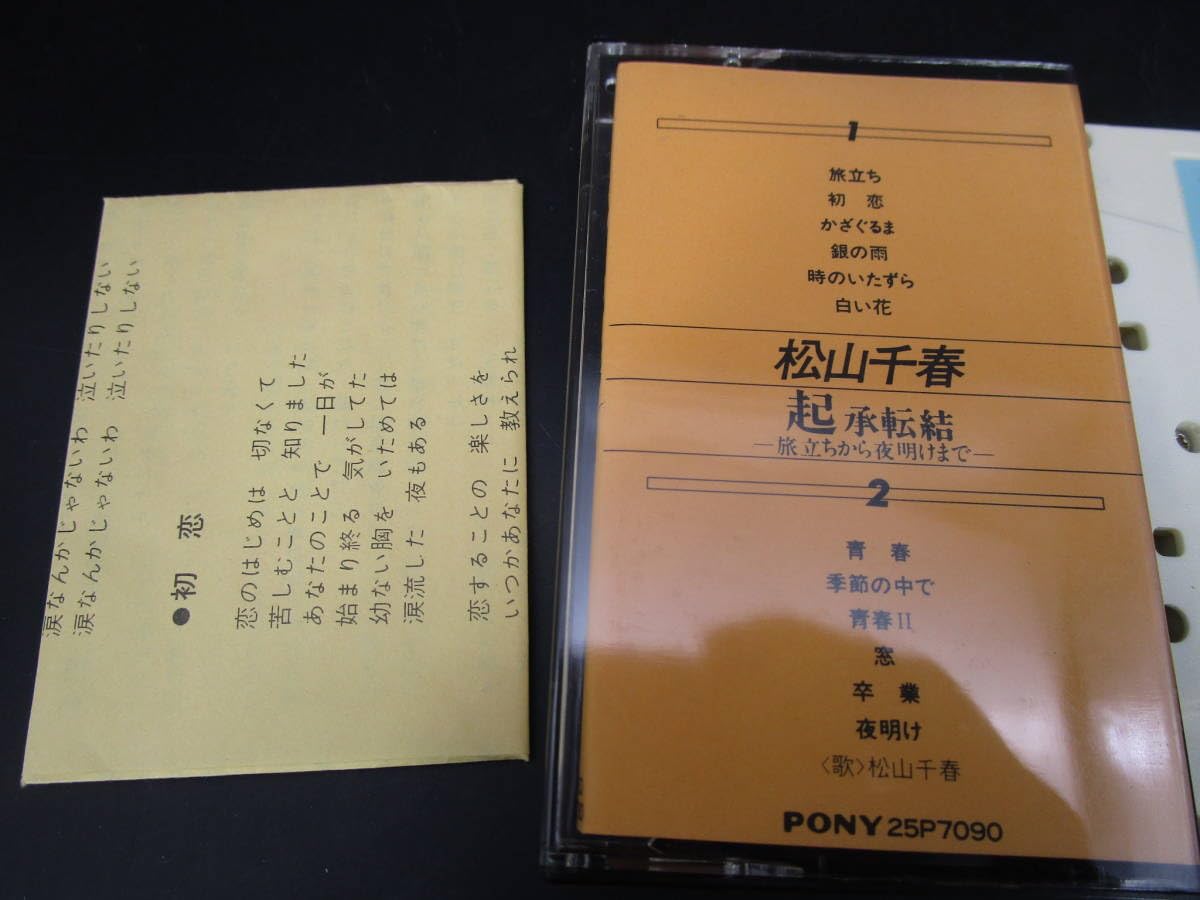 涙なんかじゃないわ 泣いたりしない
涙なんかじゃないわ 泣いたりしない
●初 恋
恋のはじめは 切なくて
苦しむことと 知りました
あなたのことで 一日が
始まり終る 気がしてた
幼ない胸を いためては
涙流した 夜もある
恋することの 楽しさを
いつかあなたに 教えられ
1
旅立ち
初 恋
かざぐるま
銀の雨
時のいたずら
白い花
松山千春
起承転結
―旅立ちから夜明けまで―
2
青 春
季節の中で
青春II
窓
卒 業
夜明け
〈歌〉松山千春
PONY 25P7090